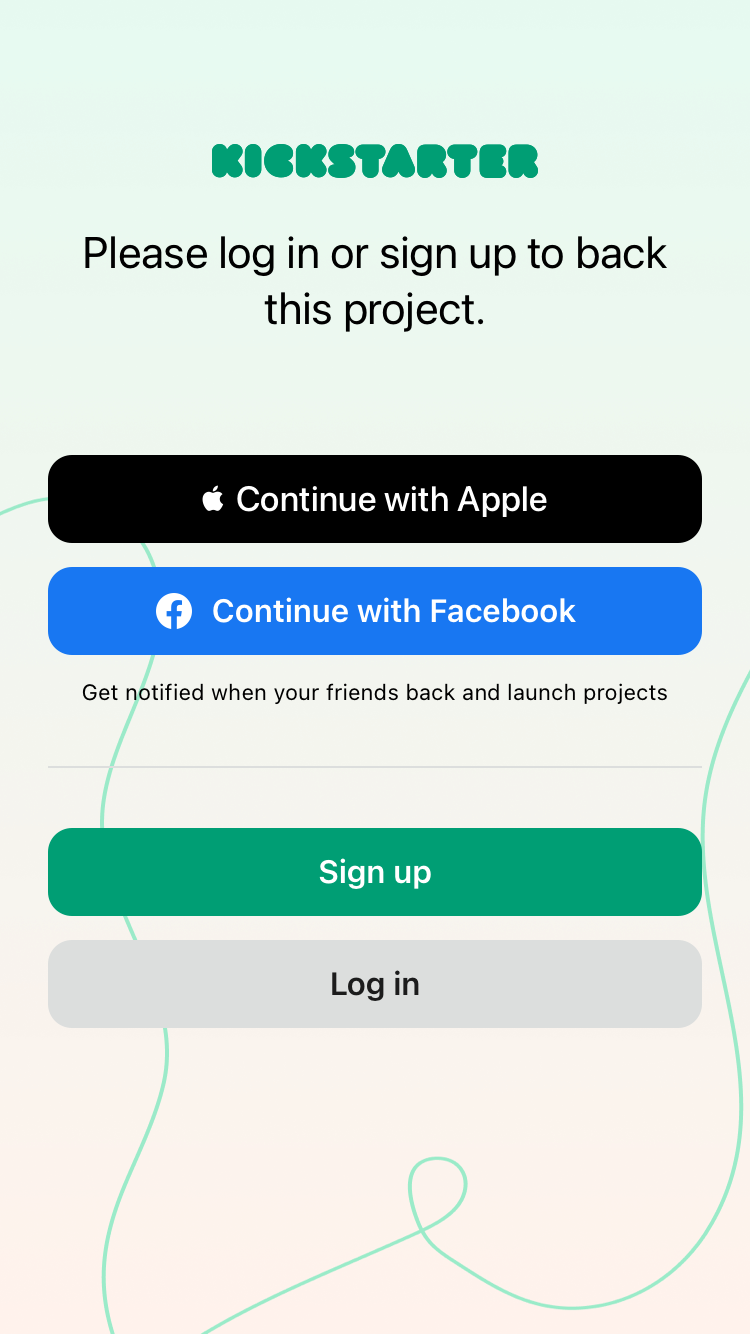 KICKSTARTER
Please log in or sign up to back
this project.
Continue with Apple
Continue with Facebook
Get notified when your friends back and launch projects
Sign up
Log in